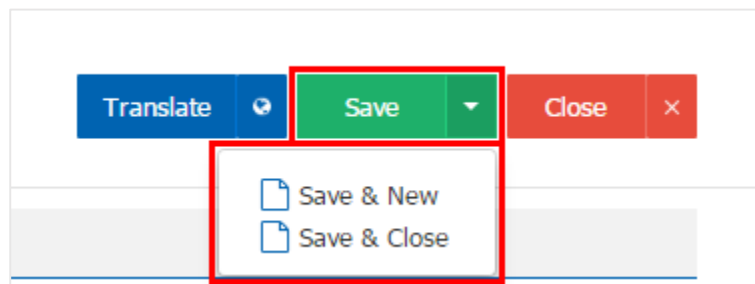 Translate
Save
Close
Save & New
Save & Close